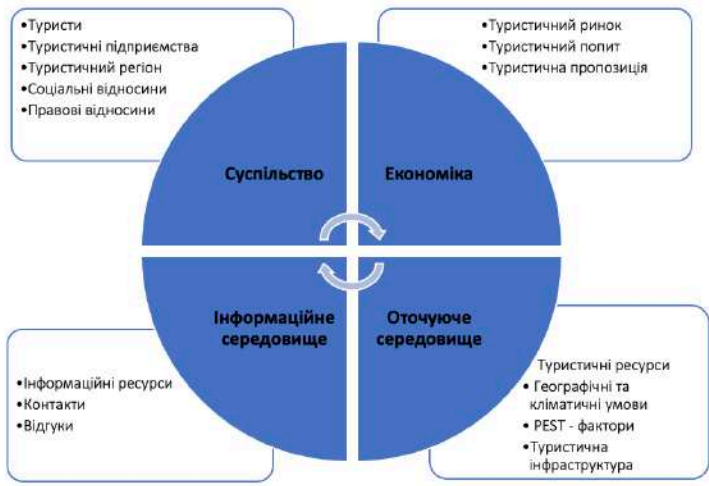 •Туристи
•Туристичні підприємства
•Туристичний регіон
•Соціальні відносини
•Правові відносини
•Туристичний ринок
•Туристичний попит
•Туристична пропозиція
Суспільство
Економіка
Інформаційне
середовище
Оточуюче
середовище
•Інформаційні ресурси
•Контакти
•Відгуки
Туристичні ресурси
• Географічні та
кліматичні умови
• PEST - фактори
•Туристична
інфраструктура